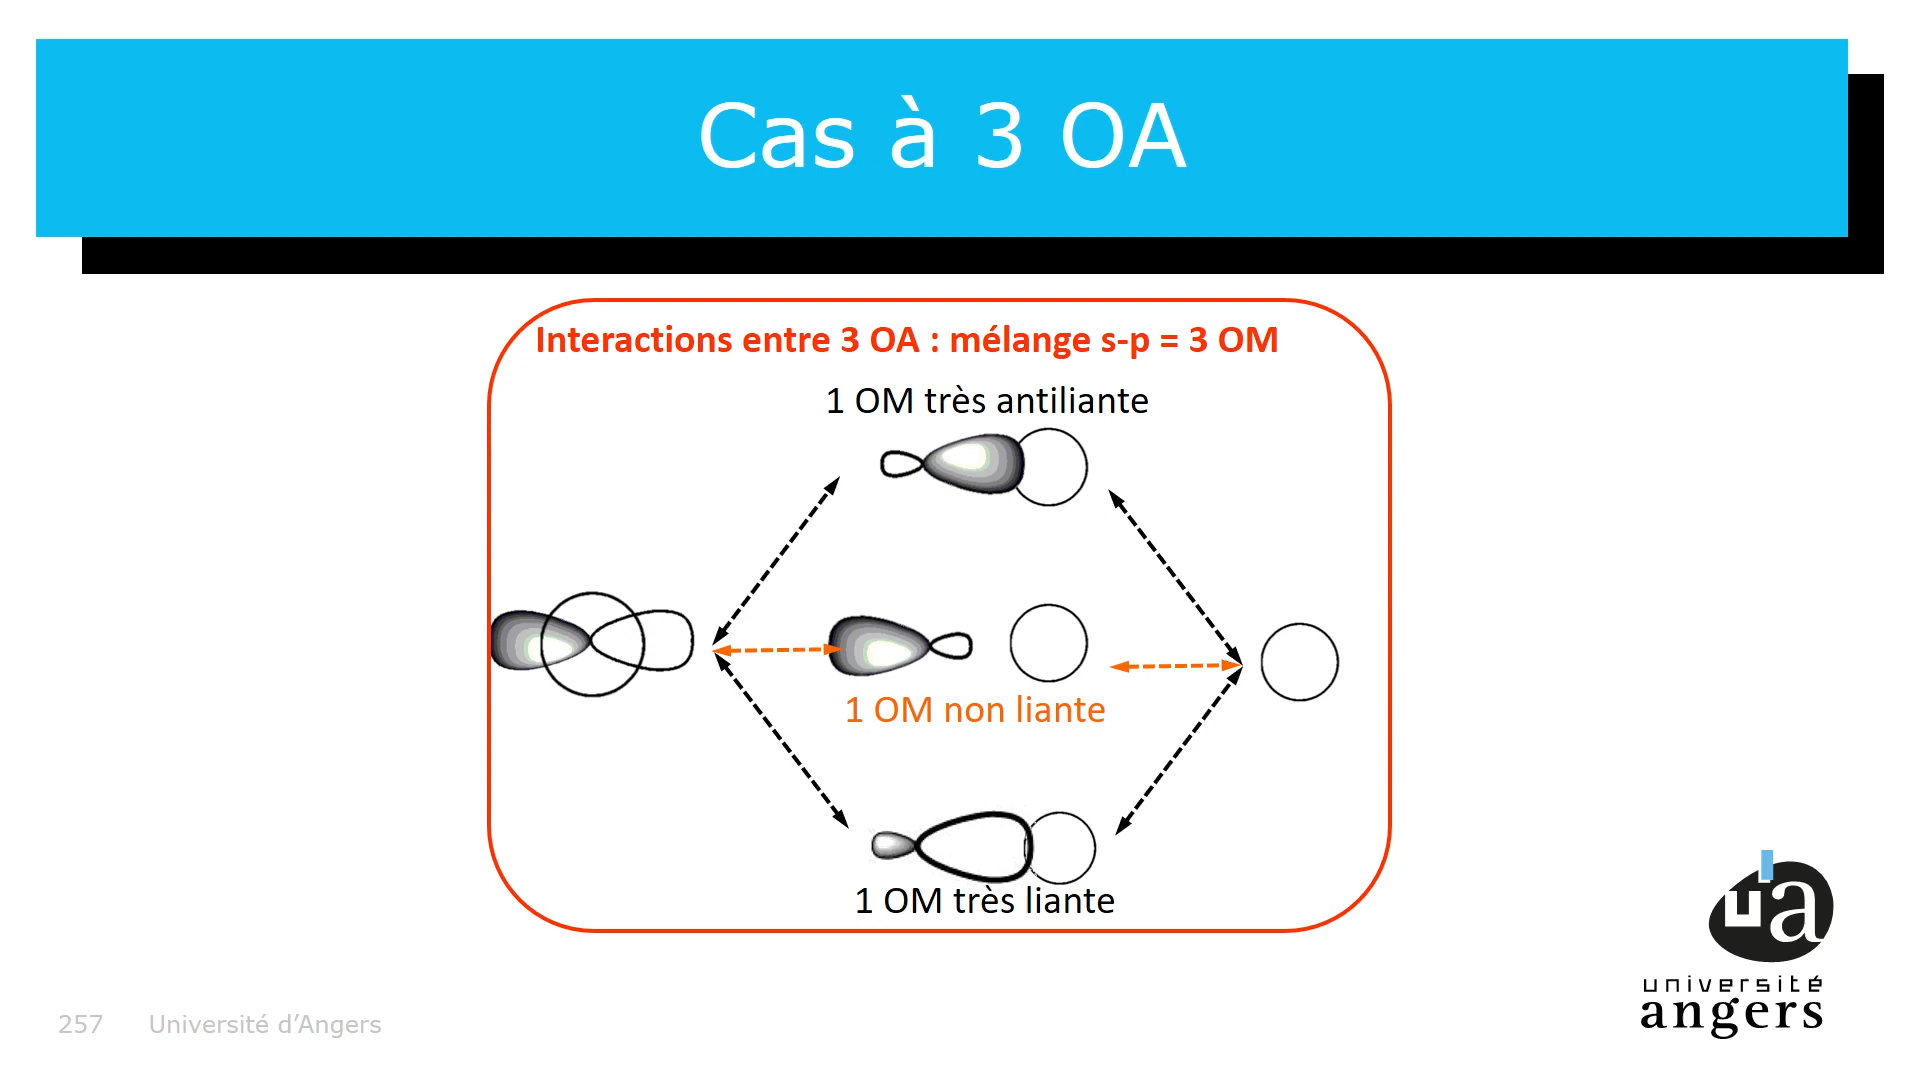 Cas à 3 OA
Interactions entre 3 OA : mélange s-p = 3 OM
1 OM très antiliante
1 OM non liante
1 OM très liante
ua
université
angers
257 Université d’Angers